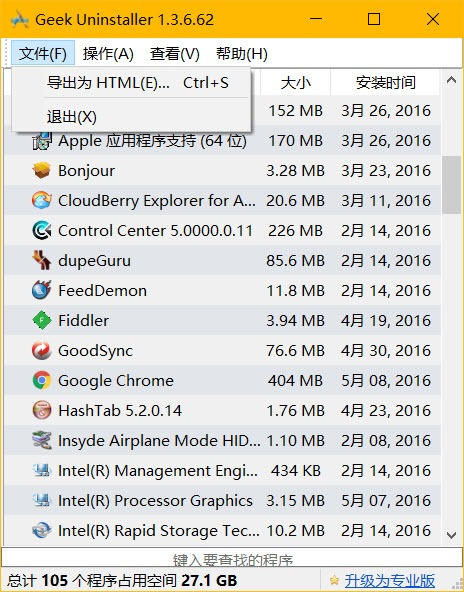 Geek Uninstaller 1.3.6.62
文件(F) 操作(A) 查看(V) 帮助(H)
导出为 HTML(E)... Ctrl+S
退出(X)
大小 安装时间
152 MB 3月 26, 2016
Apple 应用程序支持 (64 位) 170 MB 3月 26, 2016
Bonjour 3.28 MB 3月 23, 2016
CloudBerry Explorer for A... 20.6 MB 3月 11, 2016
Control Center 5.0000.0.11 226 MB 2月 14, 2016
dupeGuru 85.6 MB 2月 14, 2016
FeedDemon 11.8 MB 2月 14, 2016
Fiddler 3.94 MB 4月 19, 2016
GoodSync 76.6 MB 4月 30, 2016
Google Chrome 404 MB 5月 08, 2016
HashTab 5.2.0.14 1.76 MB 4月 23, 2016
Insyde Airplane Mode HID... 1.10 MB 2月 08, 2016
Intel(R) Management Engi... 434 KB 2月 14, 2016
Intel(R) Processor Graphics 3.15 MB 5月 07, 2016
Intel(R) Rapid Storage Tec... 10.2 MB 2月 14, 2016
键入要查找的程序
总计 105 个程序占用空间 27.1 GB 升级为专业版